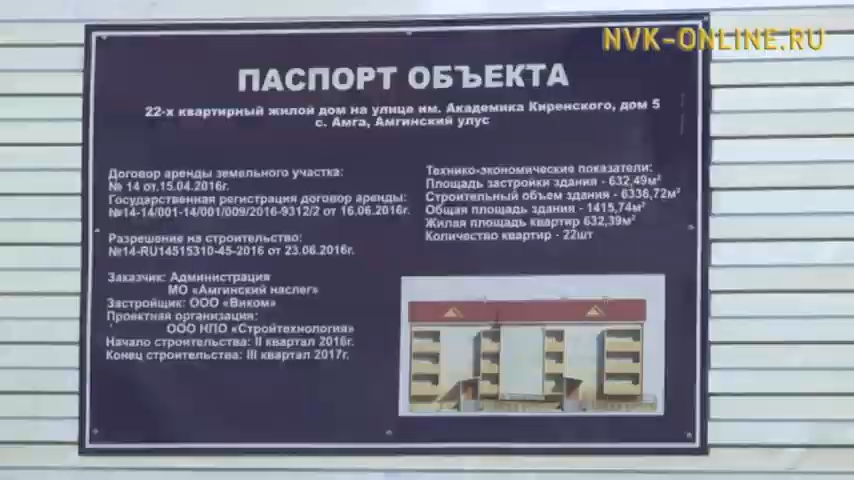 NVK-ONLINE.RU
ПАСПОРТ ОБЪЕКТА
22-х квартирный жилой дом на улице им. Академика Киренского, дом 5
с. Амга, Амгинский улус
Договор аренды земельного участка:
№ 14 от.15.04.2016г.
Государственная регистрация договор аренды:
№14-14/001-14/001/009/2016-9312/2 от 16.06.2016г.
Разрешение на строительство:
№14-RU14515310-45-2016 от 23.06.2016г.
Заказчик: Администрация
МО «Амгинский наслег»
Застройщик: ООО «Виком»
Проектная организация:
ООО НПО «Стройтехнология»
Начало строительства: II квартал 2016г.
Конец строительства: III квартал 2017г.
Технико-экономические показатели:
Площадь застройки здания - 632,49м²
Строительный объем здания - 6336,72м²
Общая площадь здания - 1415,74м²
Жилая площадь квартир 632,39м²
Количество квартир - 22шт